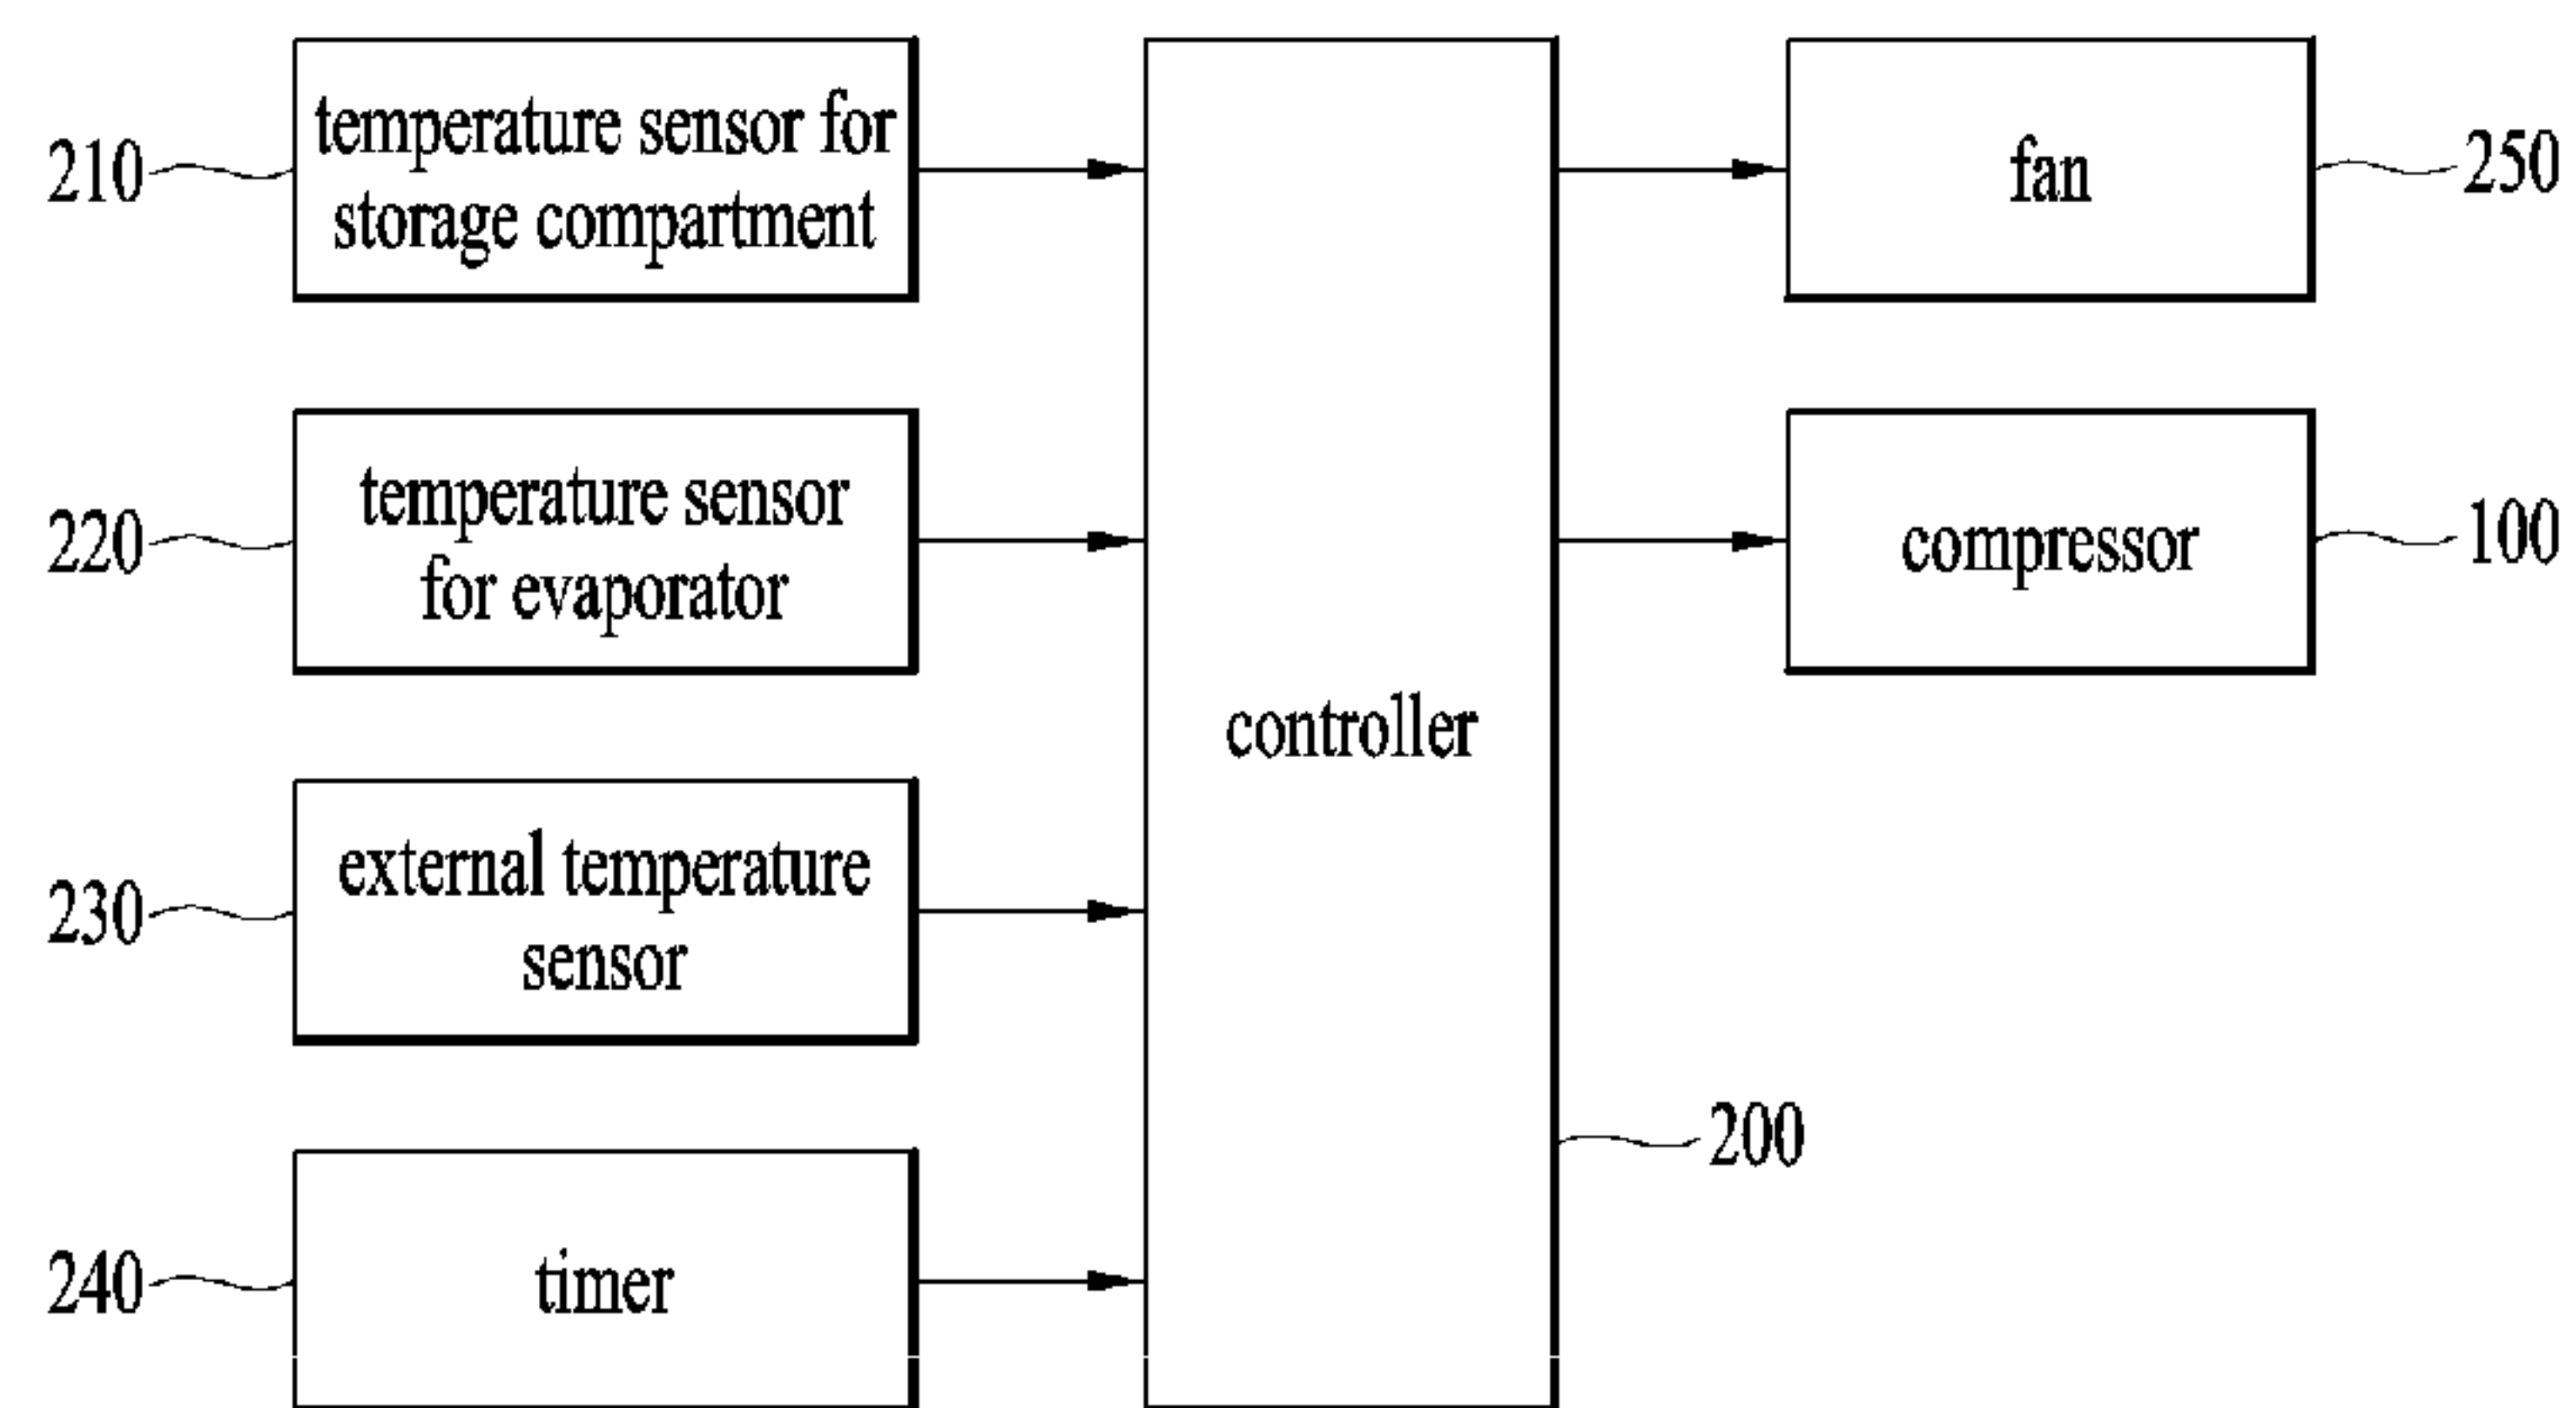 210
temperature sensor for
storage compartment
220
temperature sensor
for evaporator
230
external temperature
sensor
240
timer
controller
200
fan
250
compressor
100